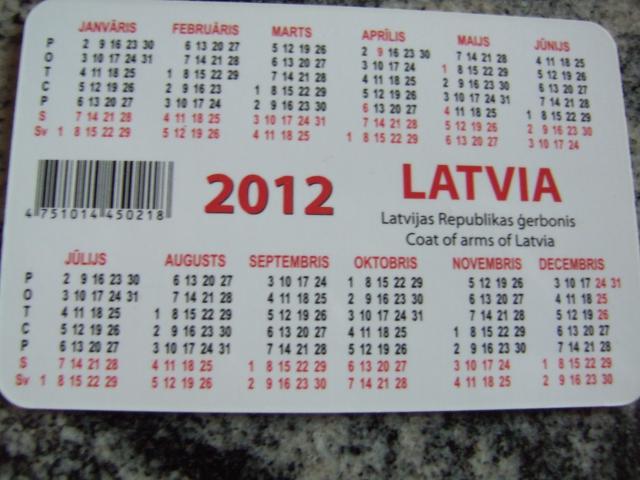 JANVĀRIS FEBRUĀRIS MARTS APRĪLIS MAIJS JŪNIJS
P 2 9 16 23 30 6 13 20 27 5 12 19 26 2 9 16 23 30 7 14 21 28 4 11 18 25
O 3 10 17 24 31 7 14 21 28 6 13 20 27 3 10 17 24 1 8 15 22 29 5 12 19 26
T 4 11 18 25 1 8 15 22 29 7 14 21 28 4 11 18 25 2 9 16 23 30 6 13 20 27
C 5 12 19 26 2 9 16 23 1 8 15 22 29 5 12 19 26 3 10 17 24 31 7 14 21 28
P 6 13 20 27 3 10 17 24 2 9 16 23 30 6 13 20 27 4 11 18 25 1 8 15 22 29
S 7 14 21 28 4 11 18 25 3 10 17 24 31 7 14 21 28 5 12 19 26 2 9 16 23 30
Sv 1 8 15 22 29 5 12 19 26 4 11 18 25 1 8 15 22 29 6 13 20 27 3 10 17 24
4 751014 450218
2012
LATVIA
Latvijas Republikas ģerbonis
Coat of arms of Latvia
JŪLIJS AUGUSTS SEPTEMBRIS OKTOBRIS NOVEMBRIS DECEMBRIS
P 2 9 16 23 30 6 13 20 27 3 10 17 24 1 8 15 22 29 5 12 19 26 3 10 17 24 31
O 3 10 17 24 31 7 14 21 28 4 11 18 25 2 9 16 23 30 6 13 20 27 4 11 18 25
T 4 11 18 25 1 8 15 22 29 5 12 19 26 3 10 17 24 31 7 14 21 28 5 12 19 26
C 5 12 19 26 2 9 16 23 30 6 13 20 27 4 11 18 25 1 8 15 22 29 6 13 20 27
P 6 13 20 27 3 10 17 24 31 7 14 21 28 5 12 19 26 2 9 16 23 30 7 14 21 28
S 7 14 21 28 4 11 18 25 1 8 15 22 29 6 13 20 27 3 10 17 24 1 8 15 22 29
Sv 1 8 15 22 29 5 12 19 26 2 9 16 23 30 7 14 21 28 4 11 18 25 2 9 16 23 30